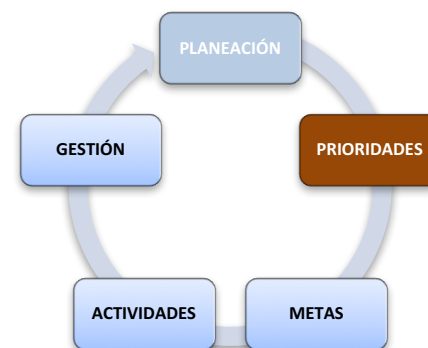 PLANEACIÓN
PRIORIDADES
METAS
ACTIVIDADES
GESTIÓN